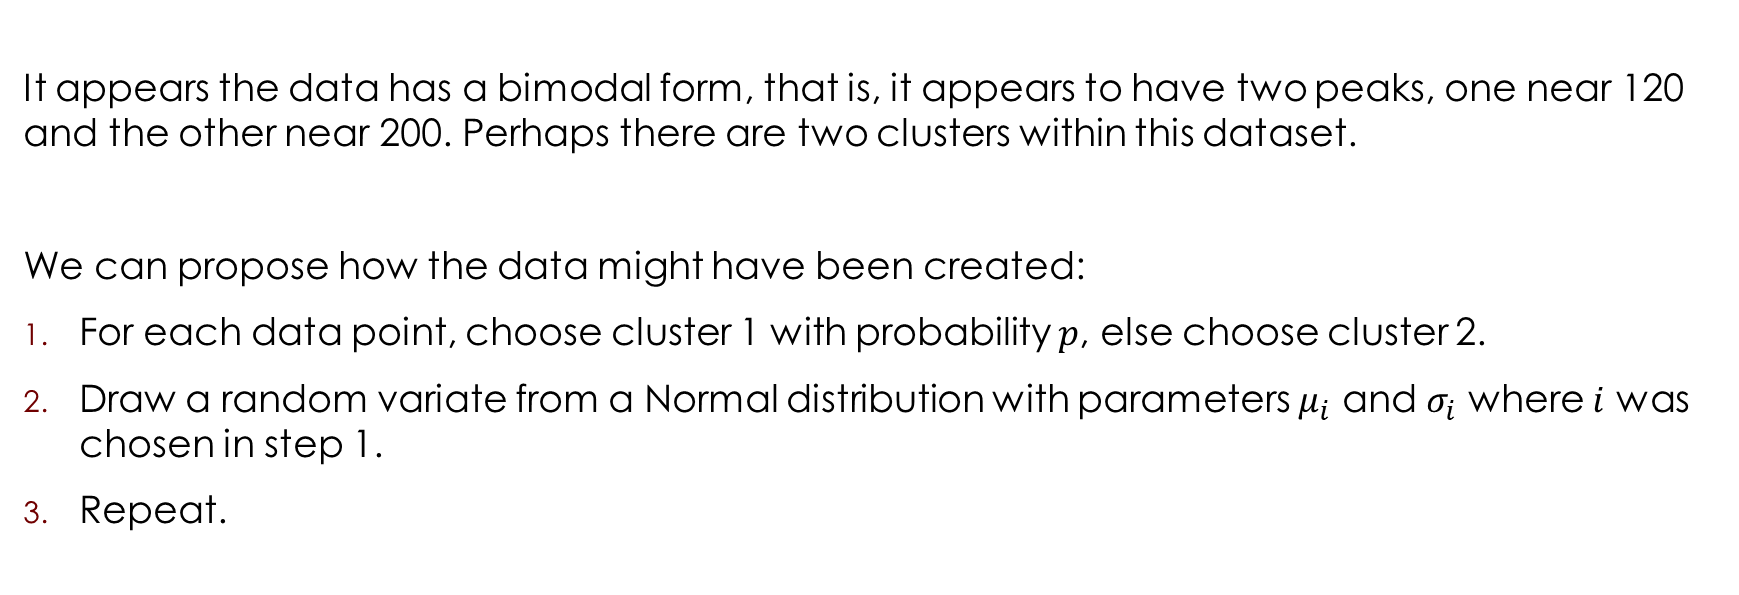 It appears the data has a bimodal form, that is, it appears to have two peaks, one near 120
and the other near 200. Perhaps there are two clusters within this dataset.
We can propose how the data might have been created:
1. For each data point, choose cluster 1 with probability p, else choose cluster 2.
2. Draw a random variate from a Normal distribution with parameters μᵢ and σᵢ where i was
chosen in step 1.
3. Repeat.